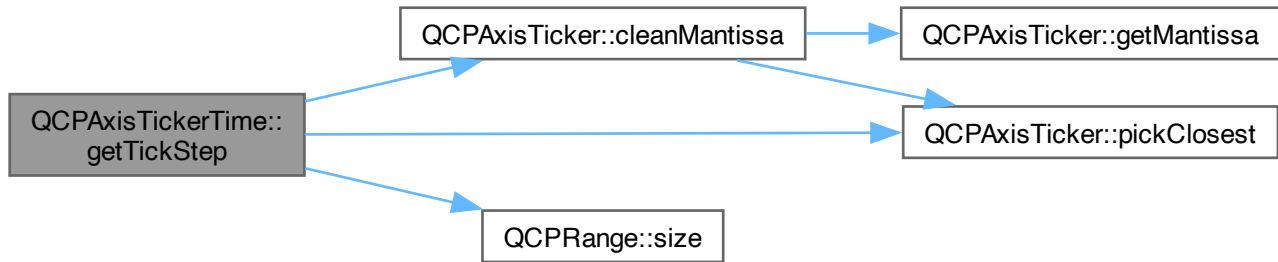 QCPAxisTickerTime::
getTickStep
QCPAxisTicker::cleanMantissa
QCPAxisTicker::getMantissa
QCPAxisTicker::pickClosest
QCPRange::size